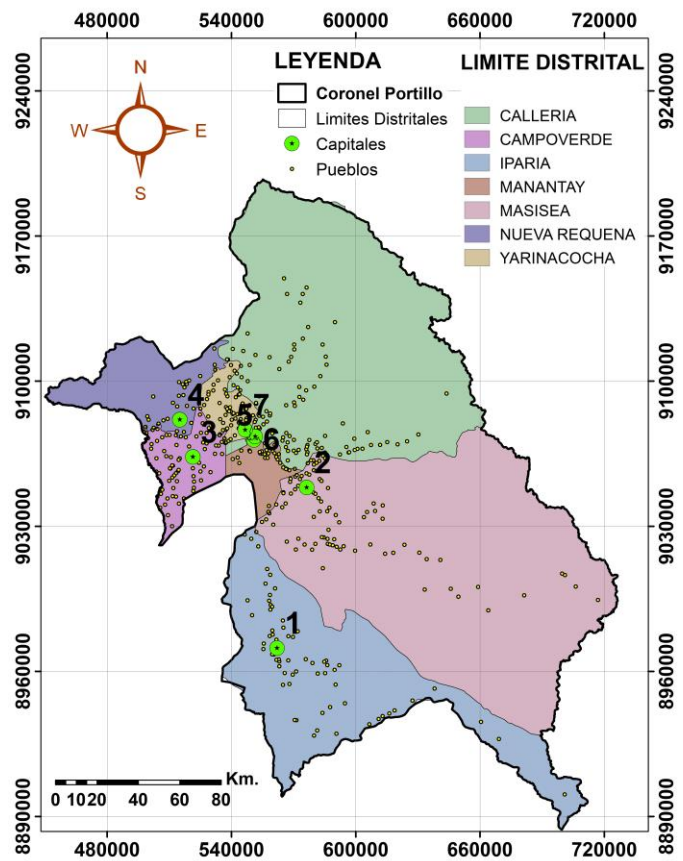 480000 540000 600000 660000 720000
LEYENDA
Coronel Portillo
Limites Distritales
Capitales
Pueblos
LIMITE DISTRITAL
CALLERIA
CAMPOVERDE
IPARIA
MANANTAY
MASISEA
NUEVA REQUENA
YARINACOCHA
N
W E
S
9240000 9240000
9170000 9170000
9100000 9100000
4 7
3 5 6
2
9030000 9030000
1
8960000 8960000
Km.
0 10 20 40 60 80
8890000 8890000
480000 540000 600000 660000 720000